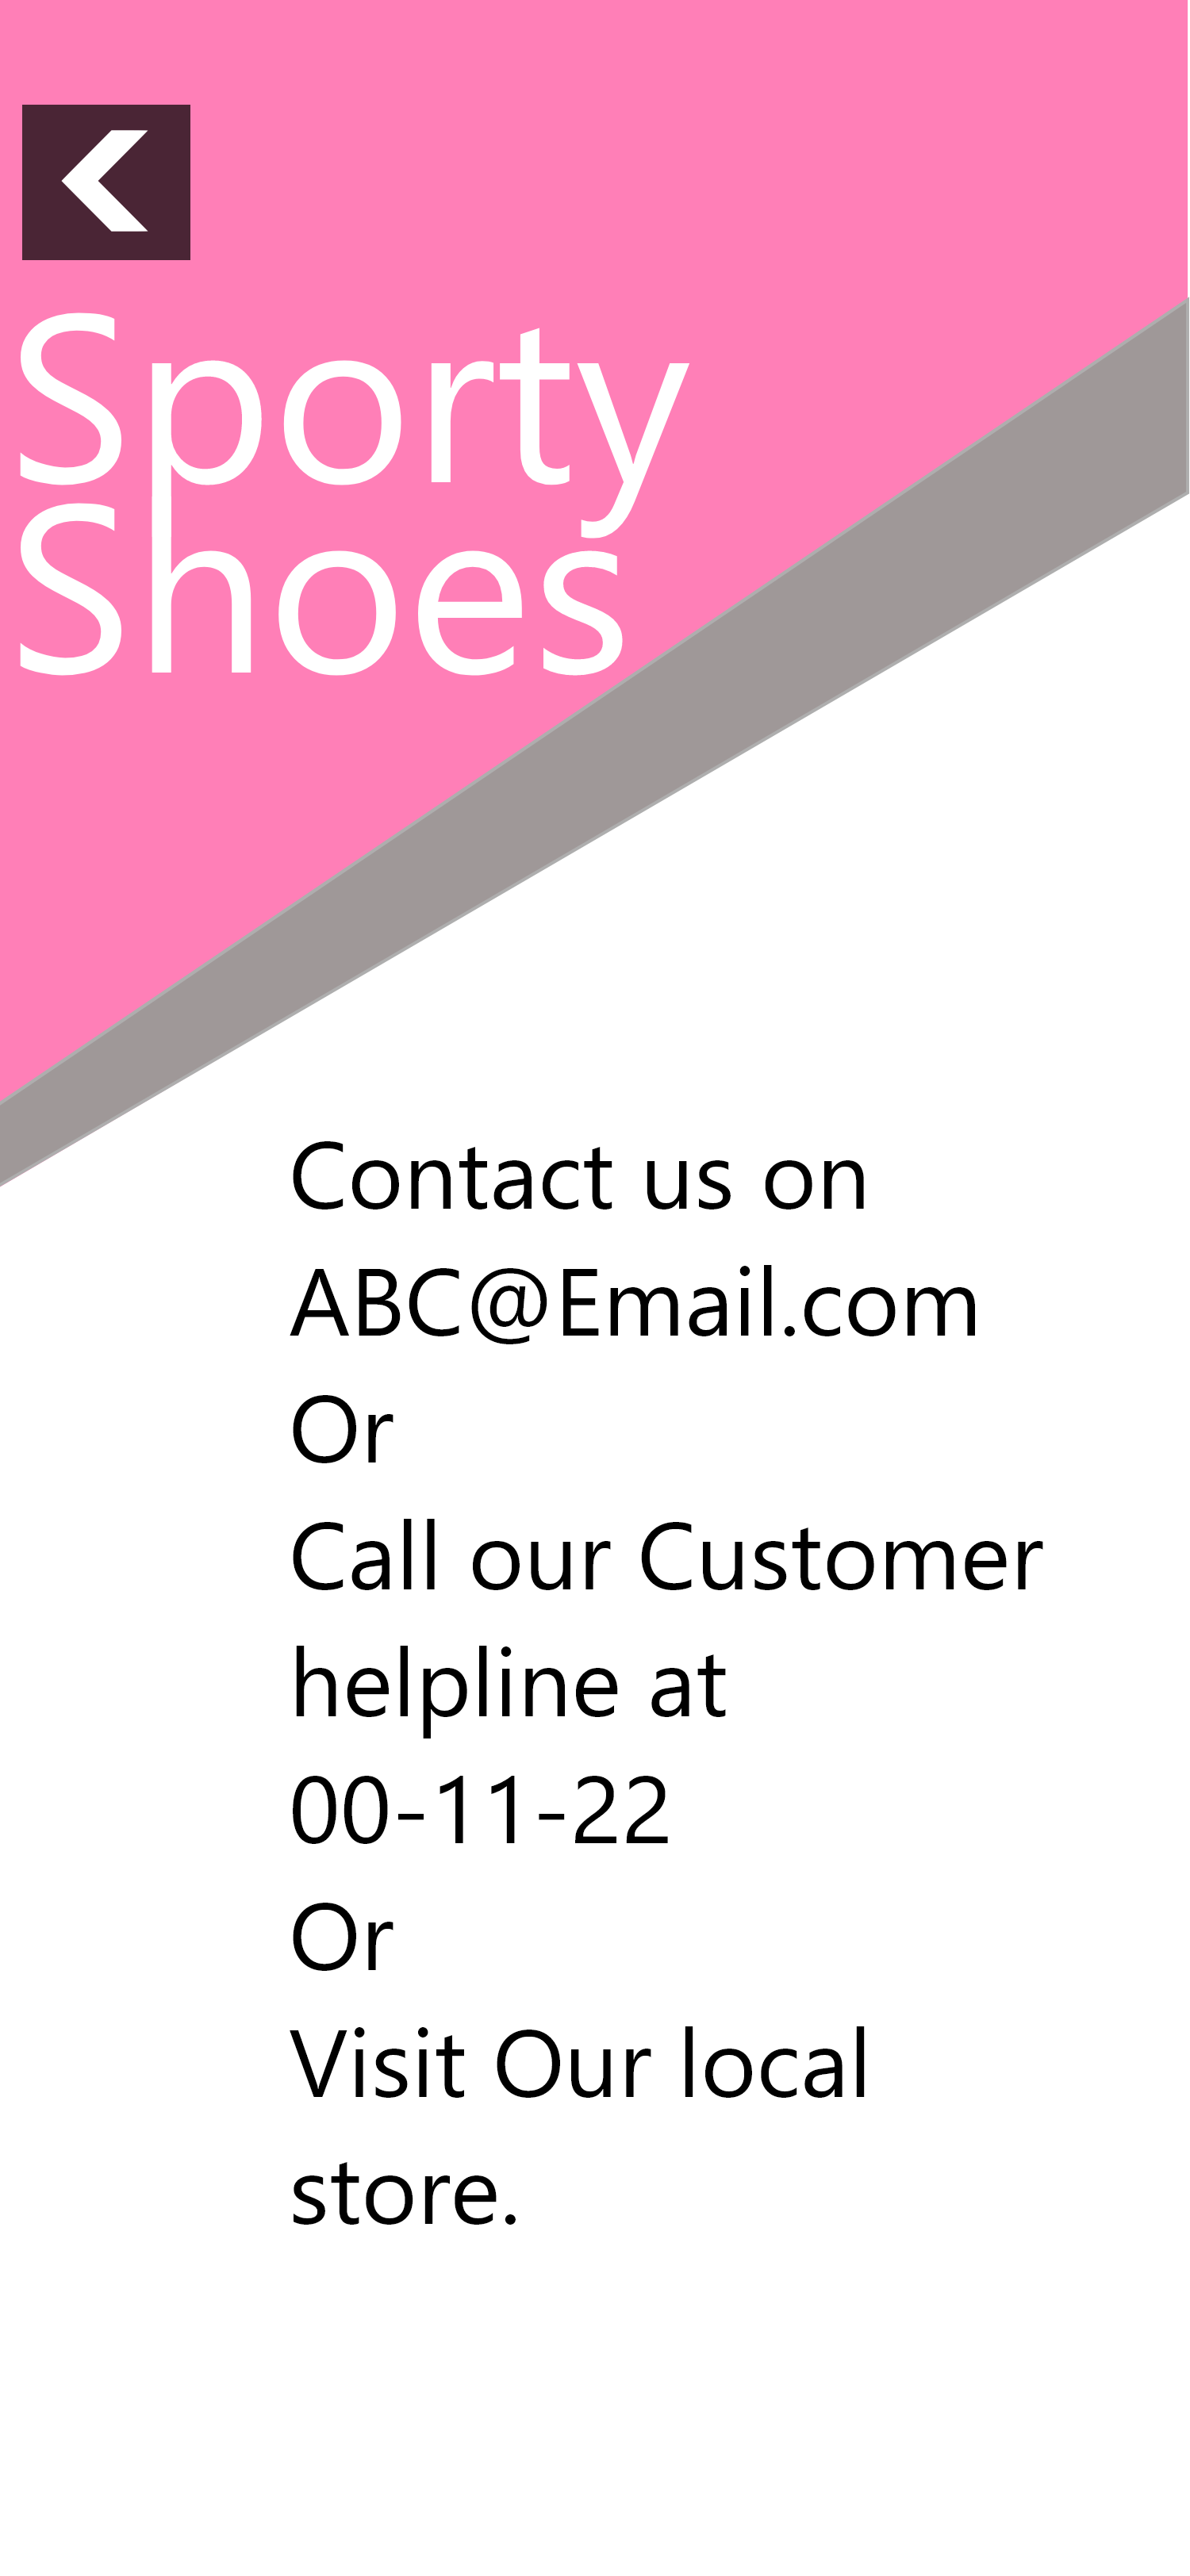 Sporty
Shoes
Contact us on
ABC@Email.com
Or
Call our Customer
helpline at
00-11-22
Or
Visit Our local
store.